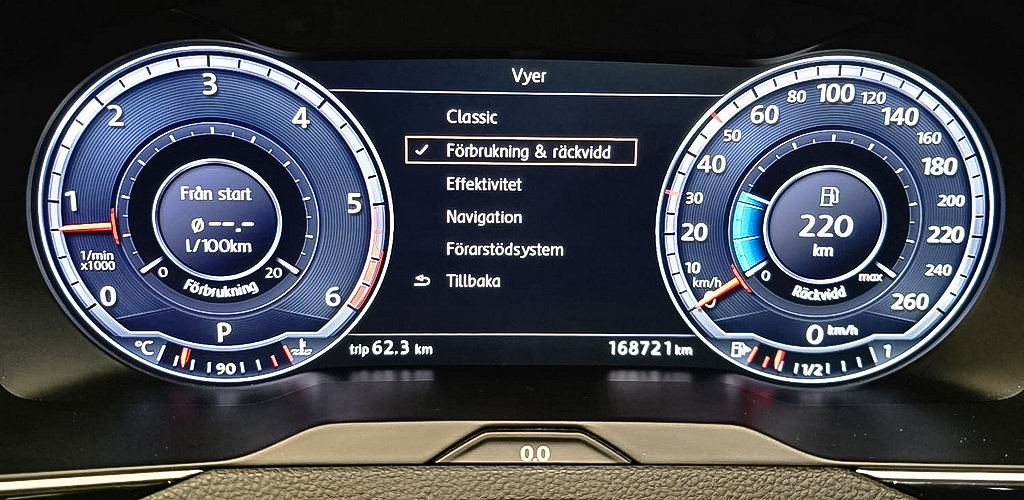 Vyer
Classic
✓ Förbrukning & räckvidd
Effektivitet
Navigation
Förarstödsystem
Tillbaka
0 1 2 3 4 5 6
1/min
x1000
Från start
ø --.-
l/100km
0 20
Förbrukning
P
°C 90
trip 62.3 km
168721 km
0 10 20 30 40 50 60 80 100 120 140 160 180 200 220 240 260
km/h
220
km
0 max
Räckvidd
0 km/h
1/2 1
0.0